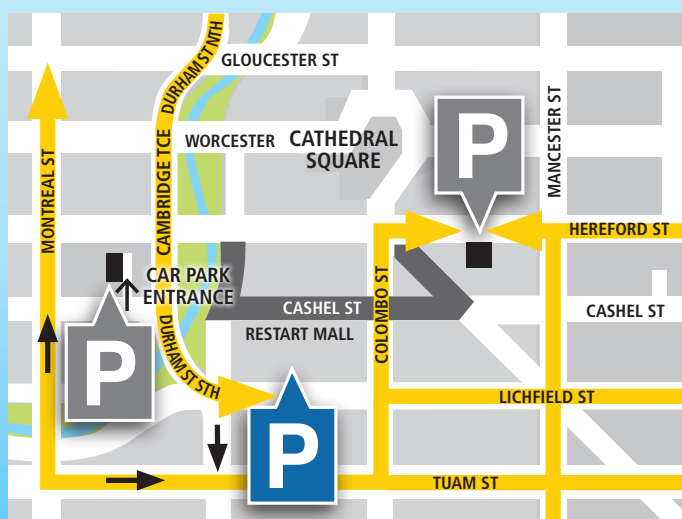 DURHAM ST NTH
GLOUCESTER ST
MANCESTER ST
WORCESTER
CATHEDRAL
SQUARE
P
MONTREAL ST
CAMBRIDGE TCE
HEREFORD ST
CAR PARK
ENTRANCE
CASHEL ST
CASHEL ST
RESTART MALL
COLOMBO ST
P
DURHAM ST STH
LICHFIELD ST
P
TUAM ST